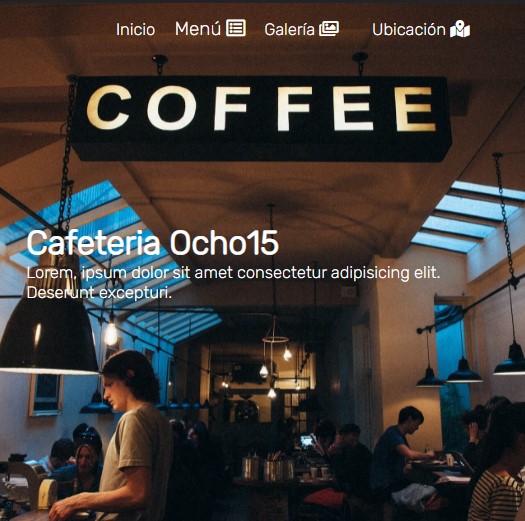 Inicio Menú Galería Ubicación
COFFEE
Cafeteria Ocho15
Lorem, ipsum dolor sit amet consectetur adipisicing elit.
Deserunt excepturi.